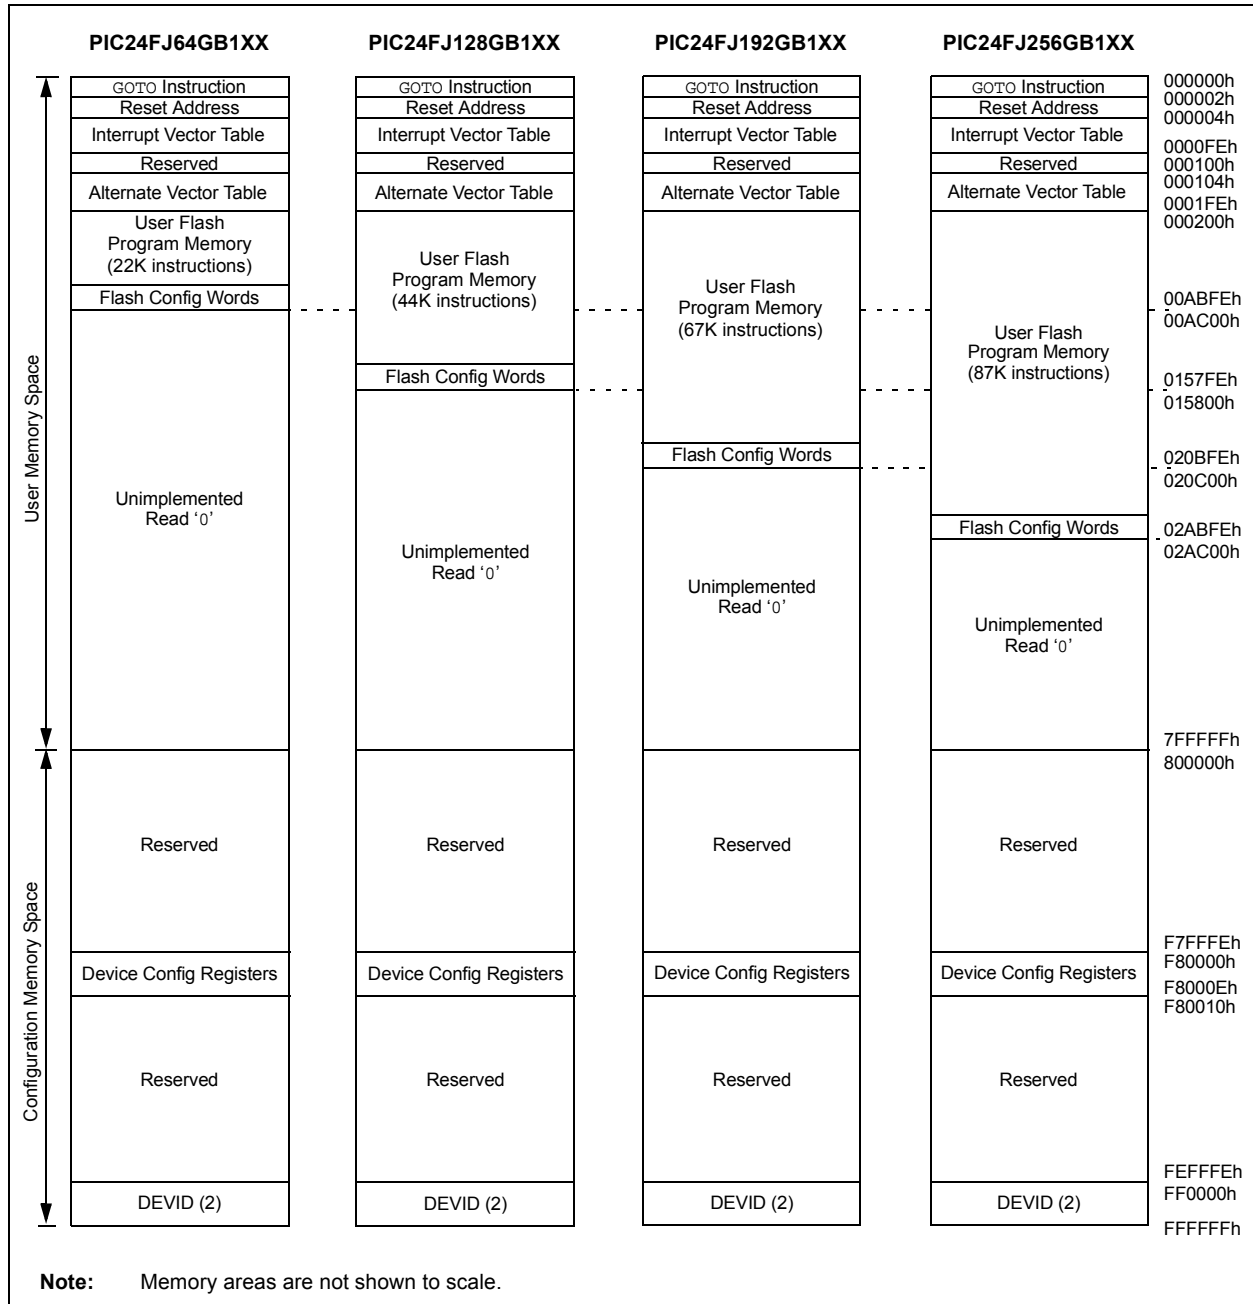 PIC24FJ64GB1XX PIC24FJ128GB1XX PIC24FJ192GB1XX PIC24FJ256GB1XX
GOTO Instruction GOTO Instruction GOTO Instruction GOTO Instruction 000000h
Reset Address Reset Address Reset Address Reset Address 000002h
000004h
Interrupt Vector Table Interrupt Vector Table Interrupt Vector Table Interrupt Vector Table
0000FEh
Reserved Reserved Reserved Reserved 000100h
000104h
Alternate Vector Table Alternate Vector Table Alternate Vector Table Alternate Vector Table
0001FEh
000200h
User Flash
Program Memory
(22K instructions)
User Flash
Program Memory
(44K instructions)
User Flash
Program Memory
(67K instructions)
User Flash
Program Memory
(87K instructions)
Flash Config Words 00ABFEh
00AC00h
Flash Config Words 0157FEh
015800h
Flash Config Words 020BFEh
020C00h
Flash Config Words 02ABFEh
02AC00h
User Memory Space
Unimplemented
Read ‘0’
Unimplemented
Read ‘0’
Unimplemented
Read ‘0’
Unimplemented
Read ‘0’
7FFFFFh
800000h
Reserved Reserved Reserved Reserved
F7FFFEh
F80000h
Device Config Registers Device Config Registers Device Config Registers Device Config Registers
F8000Eh
F80010h
Configuration Memory Space
Reserved Reserved Reserved Reserved
FEFFFEh
FF0000h
DEVID (2) DEVID (2) DEVID (2) DEVID (2)
FFFFFFh
Note: Memory areas are not shown to scale.